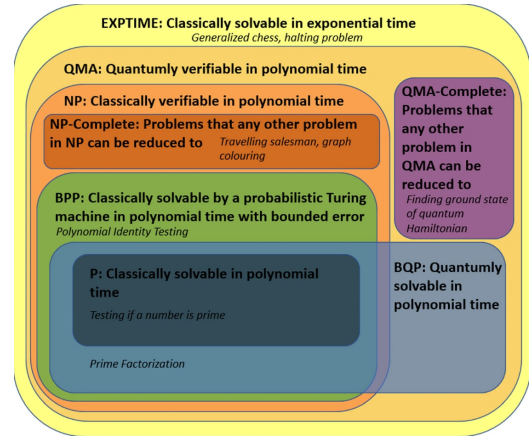 EXPTIME: Classically solvable in exponential time
Generalized chess, halting problem
QMA: Quantumly verifiable in polynomial time
NP: Classically verifiable in polynomial time
NP-Complete: Problems that any other problem
in NP can be reduced to
Travelling salesman, graph
colouring
QMA-Complete:
Problems that
any other
problem in
QMA can be
reduced to
Finding ground state
of quantum
Hamiltonian
BPP: Classically solvable by a probabilistic Turing
machine in polynomial time with bounded error
Polynomial Identity Testing
P: Classically solvable in polynomial
time
Testing if a number is prime
BQP: Quantumly
solvable in
polynomial time
Prime Factorization